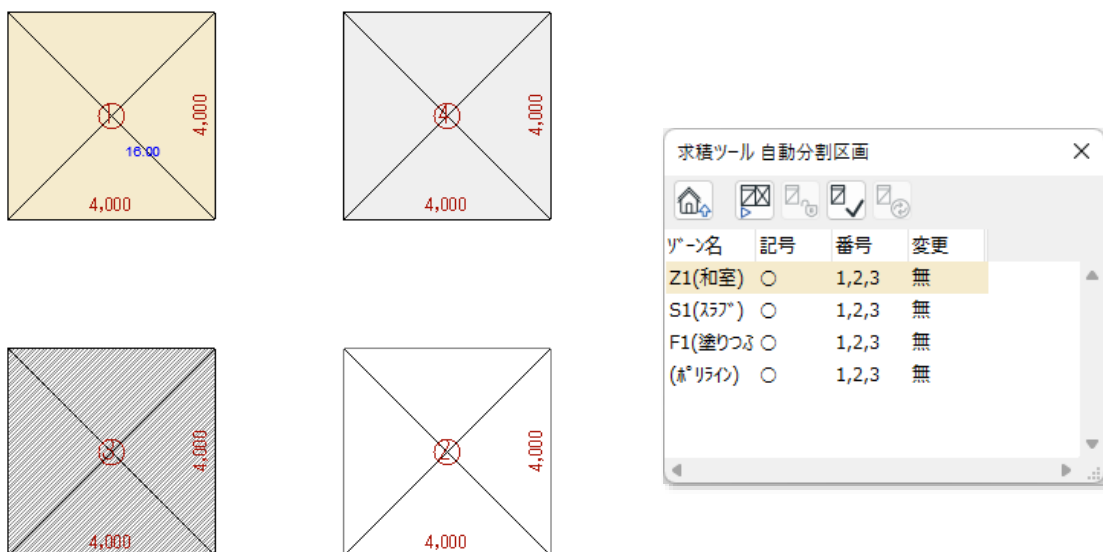 ①
4,000
16.00
4,000
④
4,000
4,000
③
4,000
4,000
②
4,000
4,000
求積ツール 自動分割区画
ゾーン名 記号 番号 変更
Z1(和室) ○ 1,2,3 無
S1(スラブ) ○ 1,2,3 無
F1(塗りつぶ ○ 1,2,3 無
(ポリライン) ○ 1,2,3 無